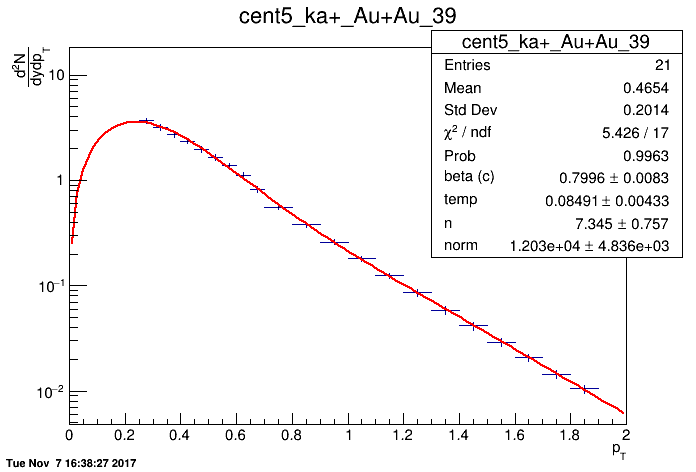 cent5_ka+_Au+Au_39
cent5_ka+_Au+Au_39
Entries 21
Mean 0.4654
Std Dev 0.2014
χ² / ndf 5.426 / 17
Prob 0.9963
beta (c) 0.7996 ± 0.0083
temp 0.08491 ± 0.00433
n 7.345 ± 0.757
norm 1.203e+04 ± 4.836e+03
d²N
dydp_T
10
1
10⁻¹
10⁻²
0 0.2 0.4 0.6 0.8 1 1.2 1.4 1.6 1.8 2
p_T
Tue Nov 7 16:38:27 2017